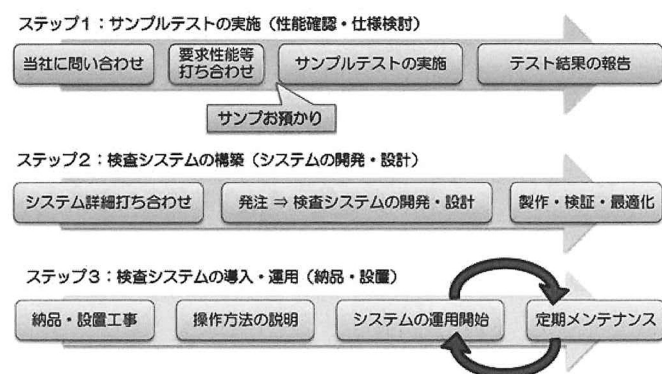 ステップ1:サンプルテストの実施(性能確認・仕様検討)
当社に問い合わせ
要求性能等
打ち合わせ
サンプルテストの実施
テスト結果の報告
サンプお預かり
ステップ2:検査システムの構築(システムの開発・設計)
システム詳細打ち合わせ
発注 ⇒ 検査システムの開発・設計
製作・検証・最適化
ステップ3:検査システムの導入・運用(納品・設置)
納品・設置工事
操作方法の説明
システムの運用開始
定期メンテナンス